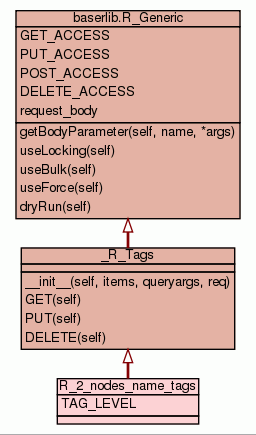 baserlib.R_Generic
GET_ACCESS
PUT_ACCESS
POST_ACCESS
DELETE_ACCESS
request_body
getBodyParameter(self, name, *args)
useLocking(self)
useBulk(self)
useForce(self)
dryRun(self)
_R_Tags
__init__(self, items, queryargs, req)
GET(self)
PUT(self)
DELETE(self)
R_2_nodes_name_tags
TAG_LEVEL